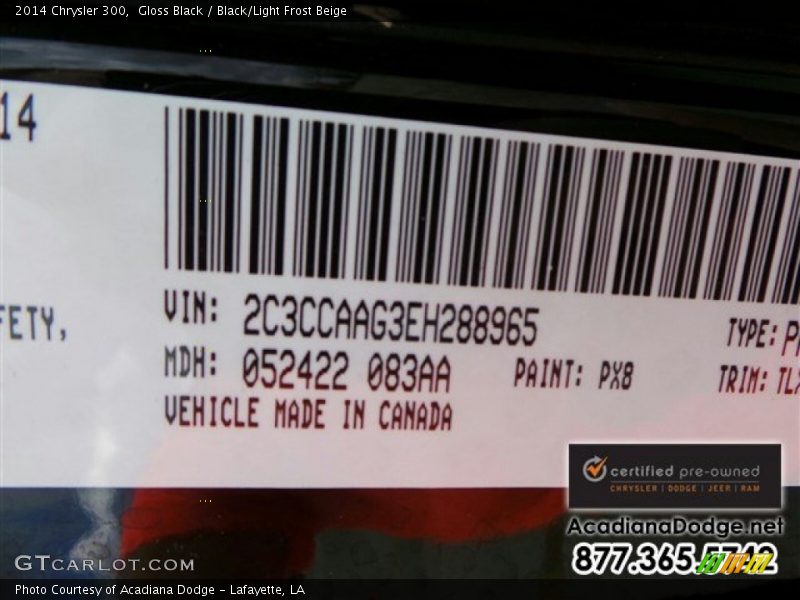 2014 Chrysler 300,  Gloss Black / Black/Light Frost Beige
14
FETY,
VIN: 2C3CCAAG3EH288965
TYPE:
MDH: 052422 083AA
PAINT: PX8
TRIM:
VEHICLE MADE IN CANADA
certified pre-owned
CHRYSLER | DODGE | JEEP | RAM
AcadianaDodge.net
877.365.5742
GTCARLOT.COM
Photo Courtesy of Acadiana Dodge - Lafayette, LA